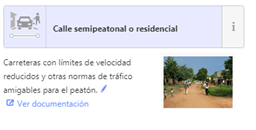 Calle semipeatonal o residencial
i
Carreteras con límites de velocidad
reducidos y otras normas de tráfico
amigables para el peatón.
Ver documentación